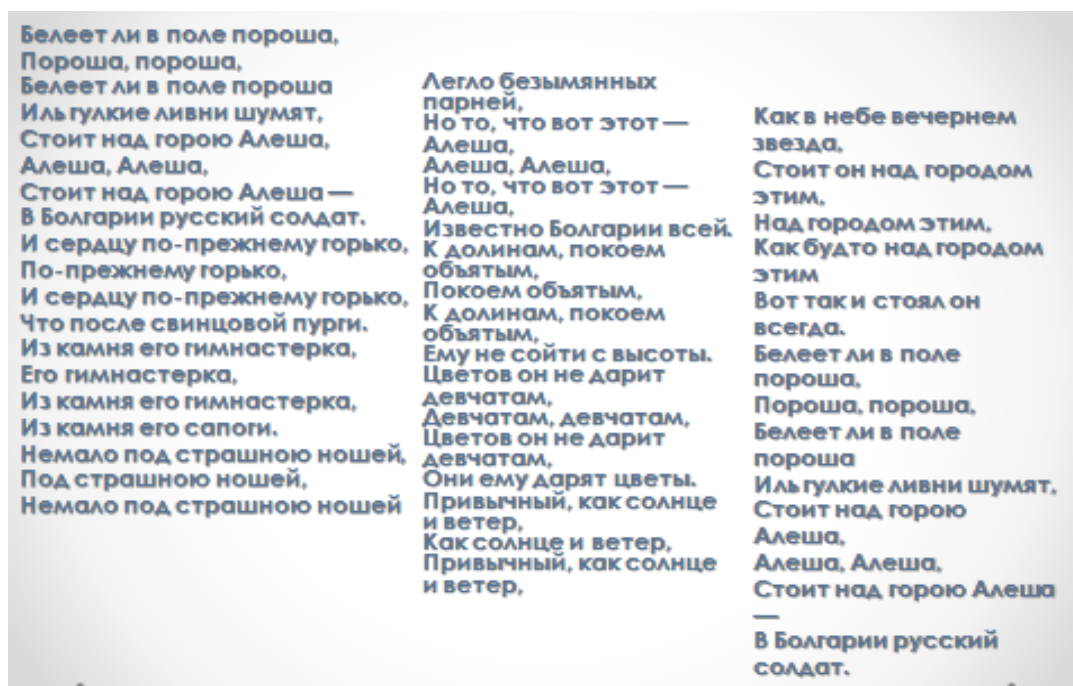 Белеет ли в поле пороша,
Пороша, пороша,
Белеет ли в поле пороша
Иль гулкие ливни шумят,
Стоит над горою Алеша,
Алеша, Алеша,
Стоит над горою Алеша —
В Болгарии русский солдат.
И сердцу по-прежнему горько,
По-прежнему горько,
И сердцу по-прежнему горько,
Что после свинцовой пурги.
Из камня его гимнастерка,
Его гимнастерка,
Из камня его гимнастерка,
Из камня его сапоги.
Немало под страшною ношей,
Под страшною ношей,
Немало под страшною ношей
Легло безымянных
парней,
Но то, что вот этот —
Алеша,
Алеша, Алеша,
Но то, что вот этот —
Алеша,
Известно Болгарии всей.
К долинам, покоем
объятым,
Покоем объятым,
К долинам, покоем
объятым,
Ему не сойти с высоты.
Цветов он не дарит
девчатам,
Девчатам, девчатам,
Цветов он не дарит
девчатам,
Они ему дарят цветы.
Привычный, как солнце
и ветер,
Как солнце и ветер,
Привычный, как солнце
и ветер,
Как в небе вечернем
звезда,
Стоит он над городом
этим,
Над городом этим,
Как будто над городом
этим
Вот так и стоял он
всегда.
Белеет ли в поле
пороша,
Пороша, пороша,
Белеет ли в поле
пороша
Иль гулкие ливни шумят,
Стоит над горою
Алеша,
Алеша, Алеша,
Стоит над горою Алеша
—
В Болгарии русский
солдат.